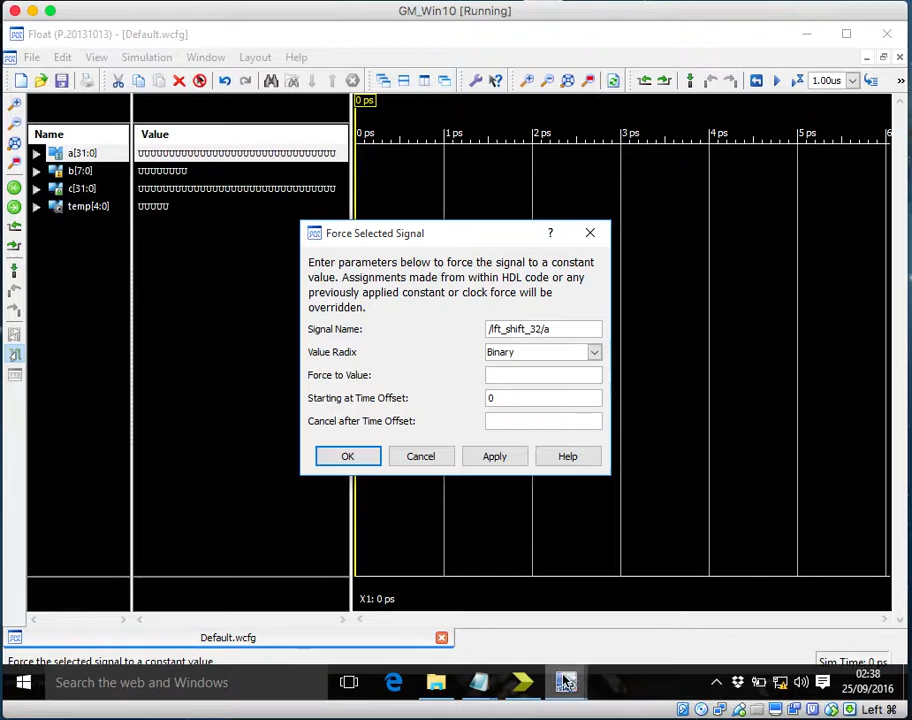 GM_Win10 [Running]
Float (P.20131013) - [Default.wcfg]
File Edit View Simulation Window Layout Help
1.00us
0 ps
Name Value
0 ps 1 ps 2 ps 3 ps 4 ps 5 ps 6
a[31:0] UUUUUUUUUUUUUUUUUUUUUUUUUUUUUUUU
b[7:0] UUUUUUUU
c[31:0] UUUUUUUUUUUUUUUUUUUUUUUUUUUUUUUU
temp[4:0] UUUUU
Force Selected Signal
Enter parameters below to force the signal to a constant
value. Assignments made from within HDL code or any
previously applied constant or clock force will be
overridden.
Signal Name: /lft_shift_32/a
Value Radix Binary
Force to Value:
Starting at Time Offset: 0
Cancel after Time Offset:
OK Cancel Apply Help
X1: 0 ps
Default.wcfg
Force the selected signal to a constant value
Sim Time: 0 ps
Search the web and Windows
02:38
25/09/2016
Left ⌘